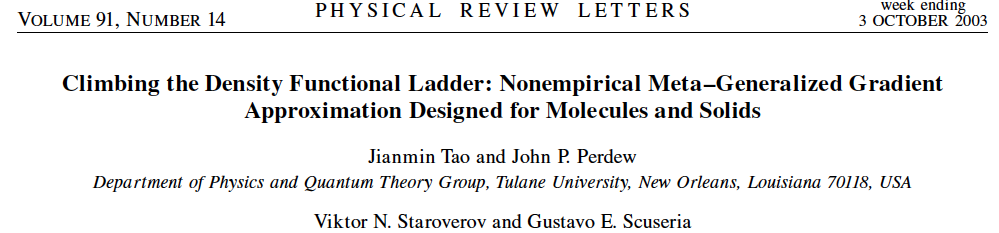 VOLUME 91, NUMBER 14
PHYSICAL REVIEW LETTERS
week ending
3 OCTOBER 2003
Climbing the Density Functional Ladder: Nonempirical Meta–Generalized Gradient
Approximation Designed for Molecules and Solids
Jianmin Tao and John P. Perdew
Department of Physics and Quantum Theory Group, Tulane University, New Orleans, Louisiana 70118, USA
Viktor N. Staroverov and Gustavo E. Scuseria